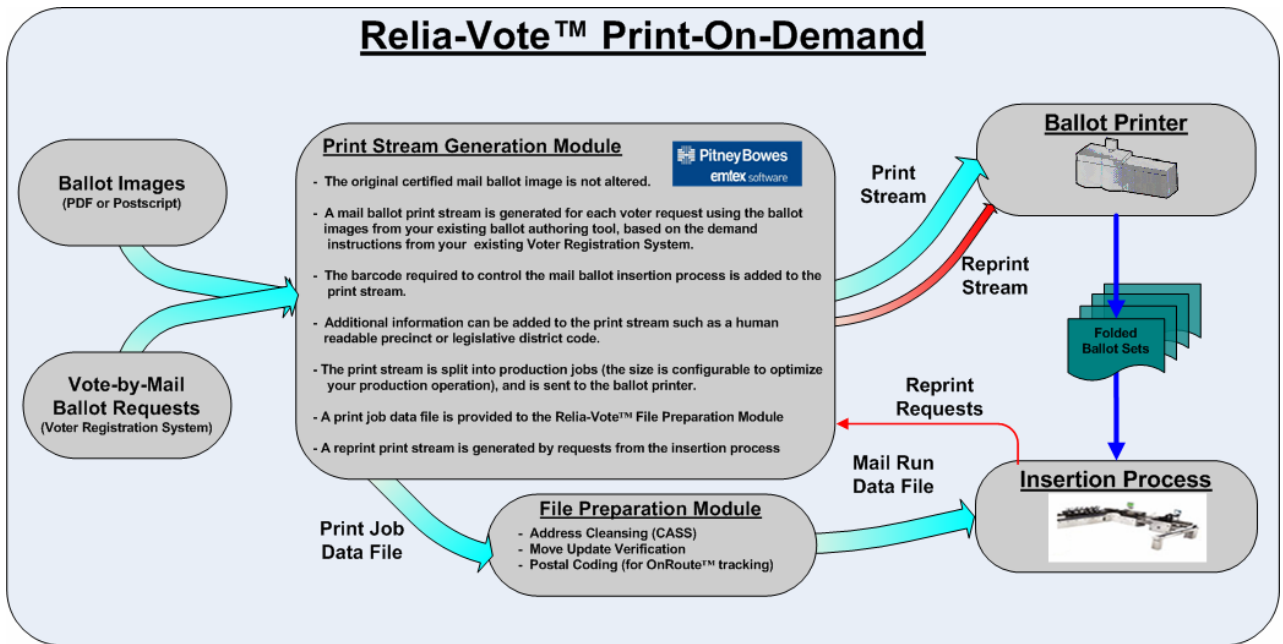 Relia-Vote™ Print-On-Demand
Ballot Images
(PDF or Postscript)
Vote-by-Mail
Ballot Requests
(Voter Registration System)
Print Stream Generation Module
PitneyBowes
emtex software
- The original certified mail ballot image is not altered.
- A mail ballot print stream is generated for each voter request using the ballot
images from your existing ballot authoring tool, based on the demand
instructions from your existing Voter Registration System.
- The barcode required to control the mail ballot insertion process is added to the
print stream.
- Additional information can be added to the print stream such as a human
readable precinct or legislative district code.
- The print stream is split into production jobs (the size is configurable to optimize
your production operation), and is sent to the ballot printer.
- A print job data file is provided to the Relia-Vote™ File Preparation Module
- A reprint print stream is generated by requests from the insertion process
Print
Stream
Reprint
Stream
Ballot Printer
Folded
Ballot Sets
Reprint
Requests
Mail Run
Data File
Insertion Process
Print Job
Data File
File Preparation Module
- Address Cleansing (CASS)
- Move Update Verification
- Postal Coding (for OnRoute™ tracking)